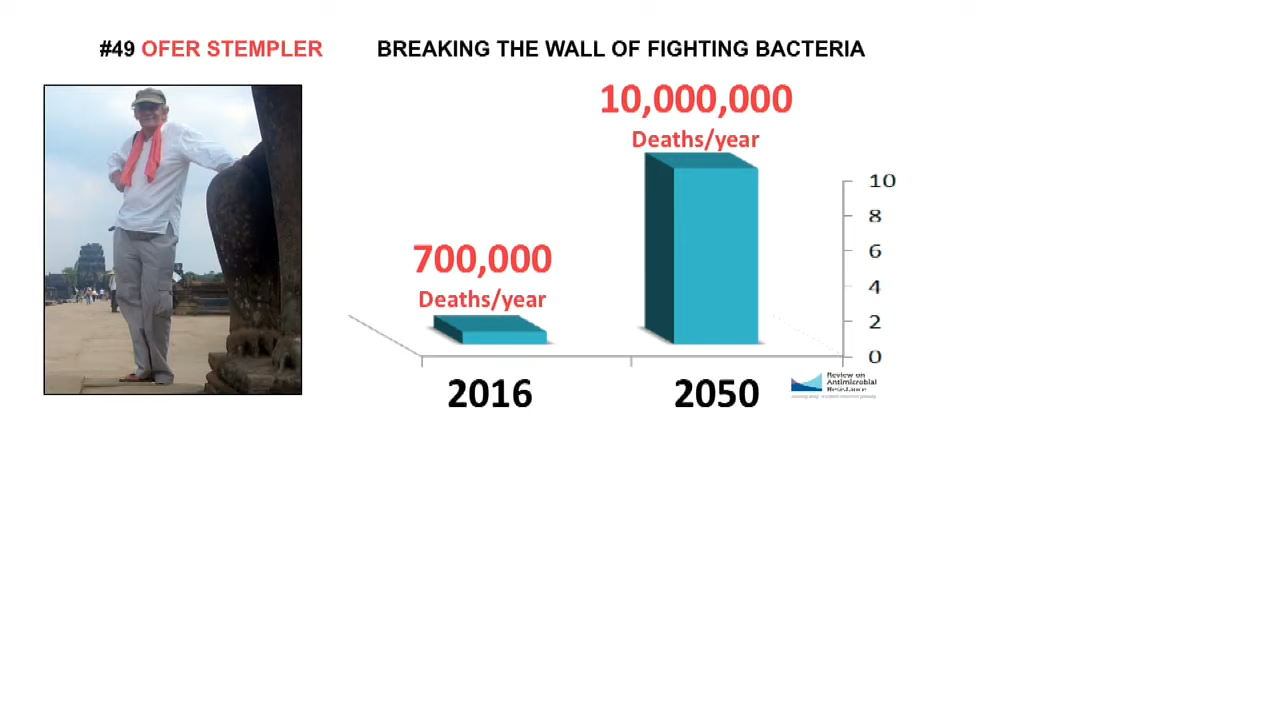 #49 OFER STEMPLER
BREAKING THE WALL OF FIGHTING BACTERIA
10,000,000
Deaths/year
700,000
Deaths/year
10
8
6
4
2
0
2016
2050
Review on
Antimicrobial
Resistance